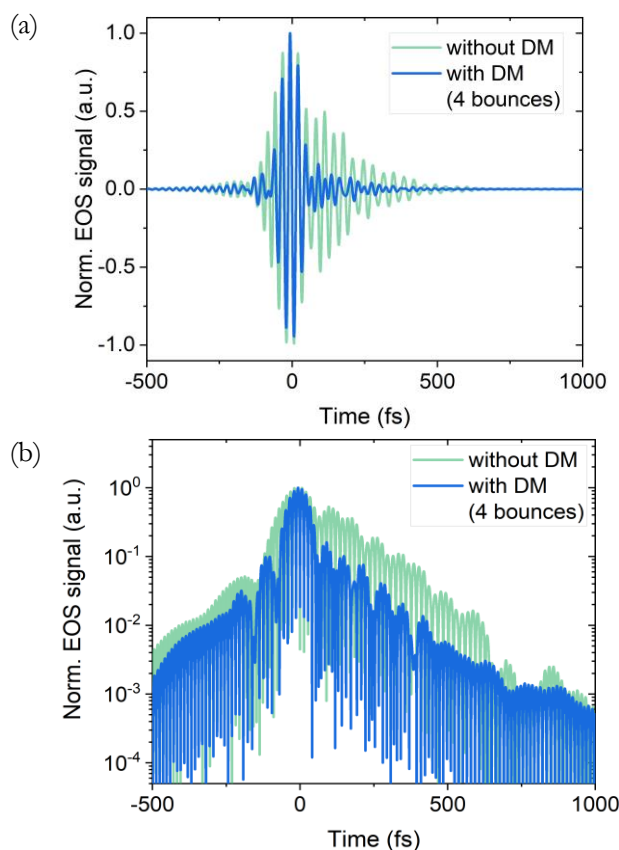 (a)
Norm. EOS signal (a.u.)
1.0
0.5
0.0
-0.5
-1.0
without DM
with DM
(4 bounces)
-500
0
500
1000
Time (fs)
(b)
Norm. EOS signal (a.u.)
10⁰
10⁻¹
10⁻²
10⁻³
10⁻⁴
without DM
with DM
(4 bounces)
-500
0
500
1000
Time (fs)